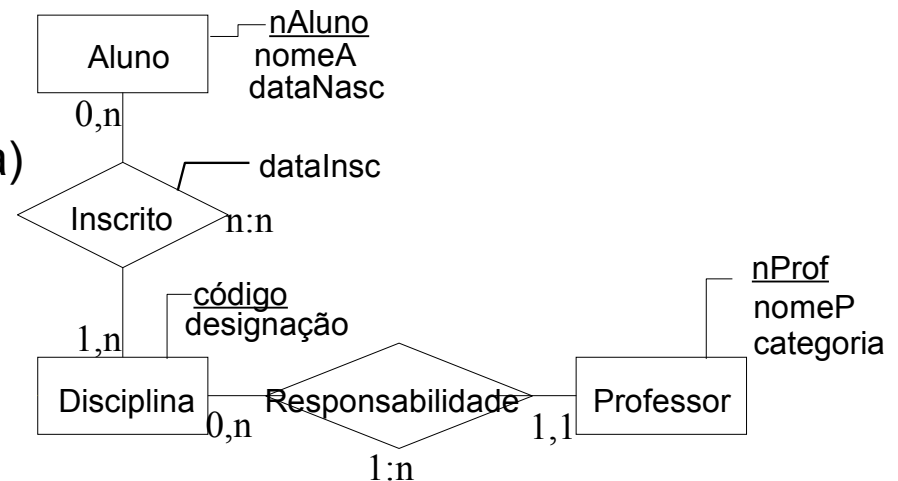 nAluno
Aluno
nomeA
dataNasc
0,n
a)
dataInsc
Inscrito
n:n
nProf
código
nomeP
designação
1,n
categoria
Disciplina
Responsabilidade
Professor
0,n
1,1
1:n